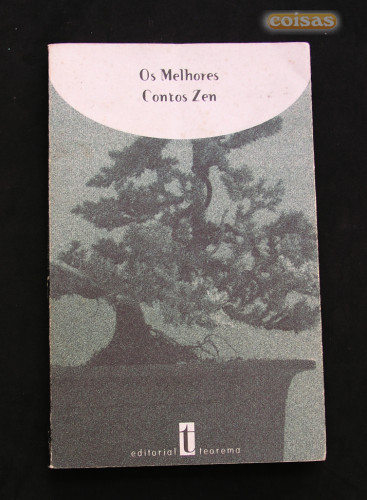 coisas
Os Melhores
Contos Zen
editorial t teorema